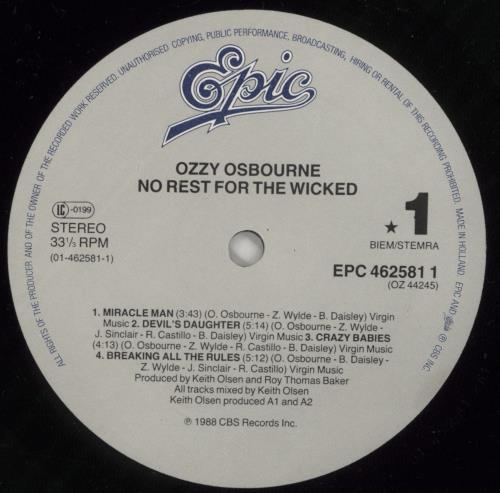 ALL RIGHTS OF THE PRODUCER AND OF THE OWNER OF THE RECORDED WORK RESERVED. UNAUTHORISED COPYING, PUBLIC PERFORMANCE, BROADCASTING, HIRING OR RENTAL OF THIS RECORDING PROHIBITED. MADE IN HOLLAND. EPIC AND ARE ® CBS INC.
Epic
OZZY OSBOURNE
NO REST FOR THE WICKED
LC -0199
STEREO
33⅓ RPM
(01-462581-1)
★ 1
BIEM/STEMRA
EPC 462581 1
(OZ 44245)
1. MIRACLE MAN (3:43) (O. Osbourne - Z. Wylde - B. Daisley) Virgin
Music 2. DEVIL'S DAUGHTER (5:14) (O. Osbourne - Z. Wylde -
J. Sinclair - R. Castillo - B. Daisley) Virgin Music 3. CRAZY BABIES
(4:13) (O. Osbourne - Z. Wylde - R. Castillo - B. Daisley) Virgin Music
4. BREAKING ALL THE RULES (5:12) (O. Osbourne - B. Daisley -
Z. Wylde - J. Sinclair - R. Castillo) Virgin Music
Produced by Keith Olsen and Roy Thomas Baker
All tracks mixed by Keith Olsen
Keith Olsen produced A1 and A2
℗ 1988 CBS Records Inc.